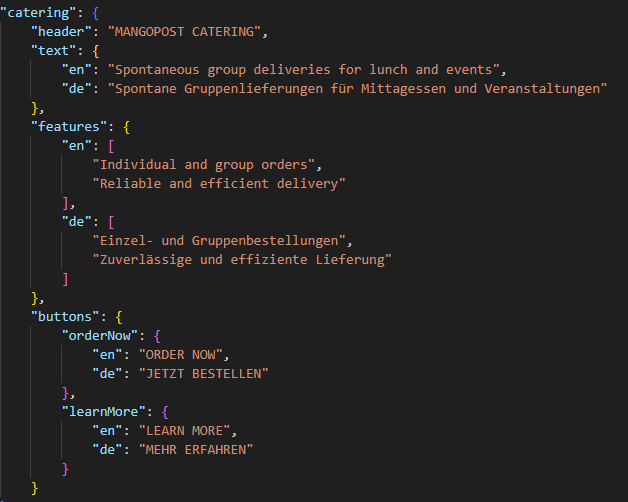 "catering": {
    "header": "MANGOPOST CATERING",
    "text": {
        "en": "Spontaneous group deliveries for lunch and events",
        "de": "Spontane Gruppenlieferungen für Mittagessen und Veranstaltungen"
    },
    "features": {
        "en": [
            "Individual and group orders",
            "Reliable and efficient delivery"
        ],
        "de": [
            "Einzel- und Gruppenbestellungen",
            "Zuverlässige und effiziente Lieferung"
        ]
    },
    "buttons": {
        "orderNow": {
            "en": "ORDER NOW",
            "de": "JETZT BESTELLEN"
        },
        "learnMore": {
            "en": "LEARN MORE",
            "de": "MEHR ERFAHREN"
        }
    }